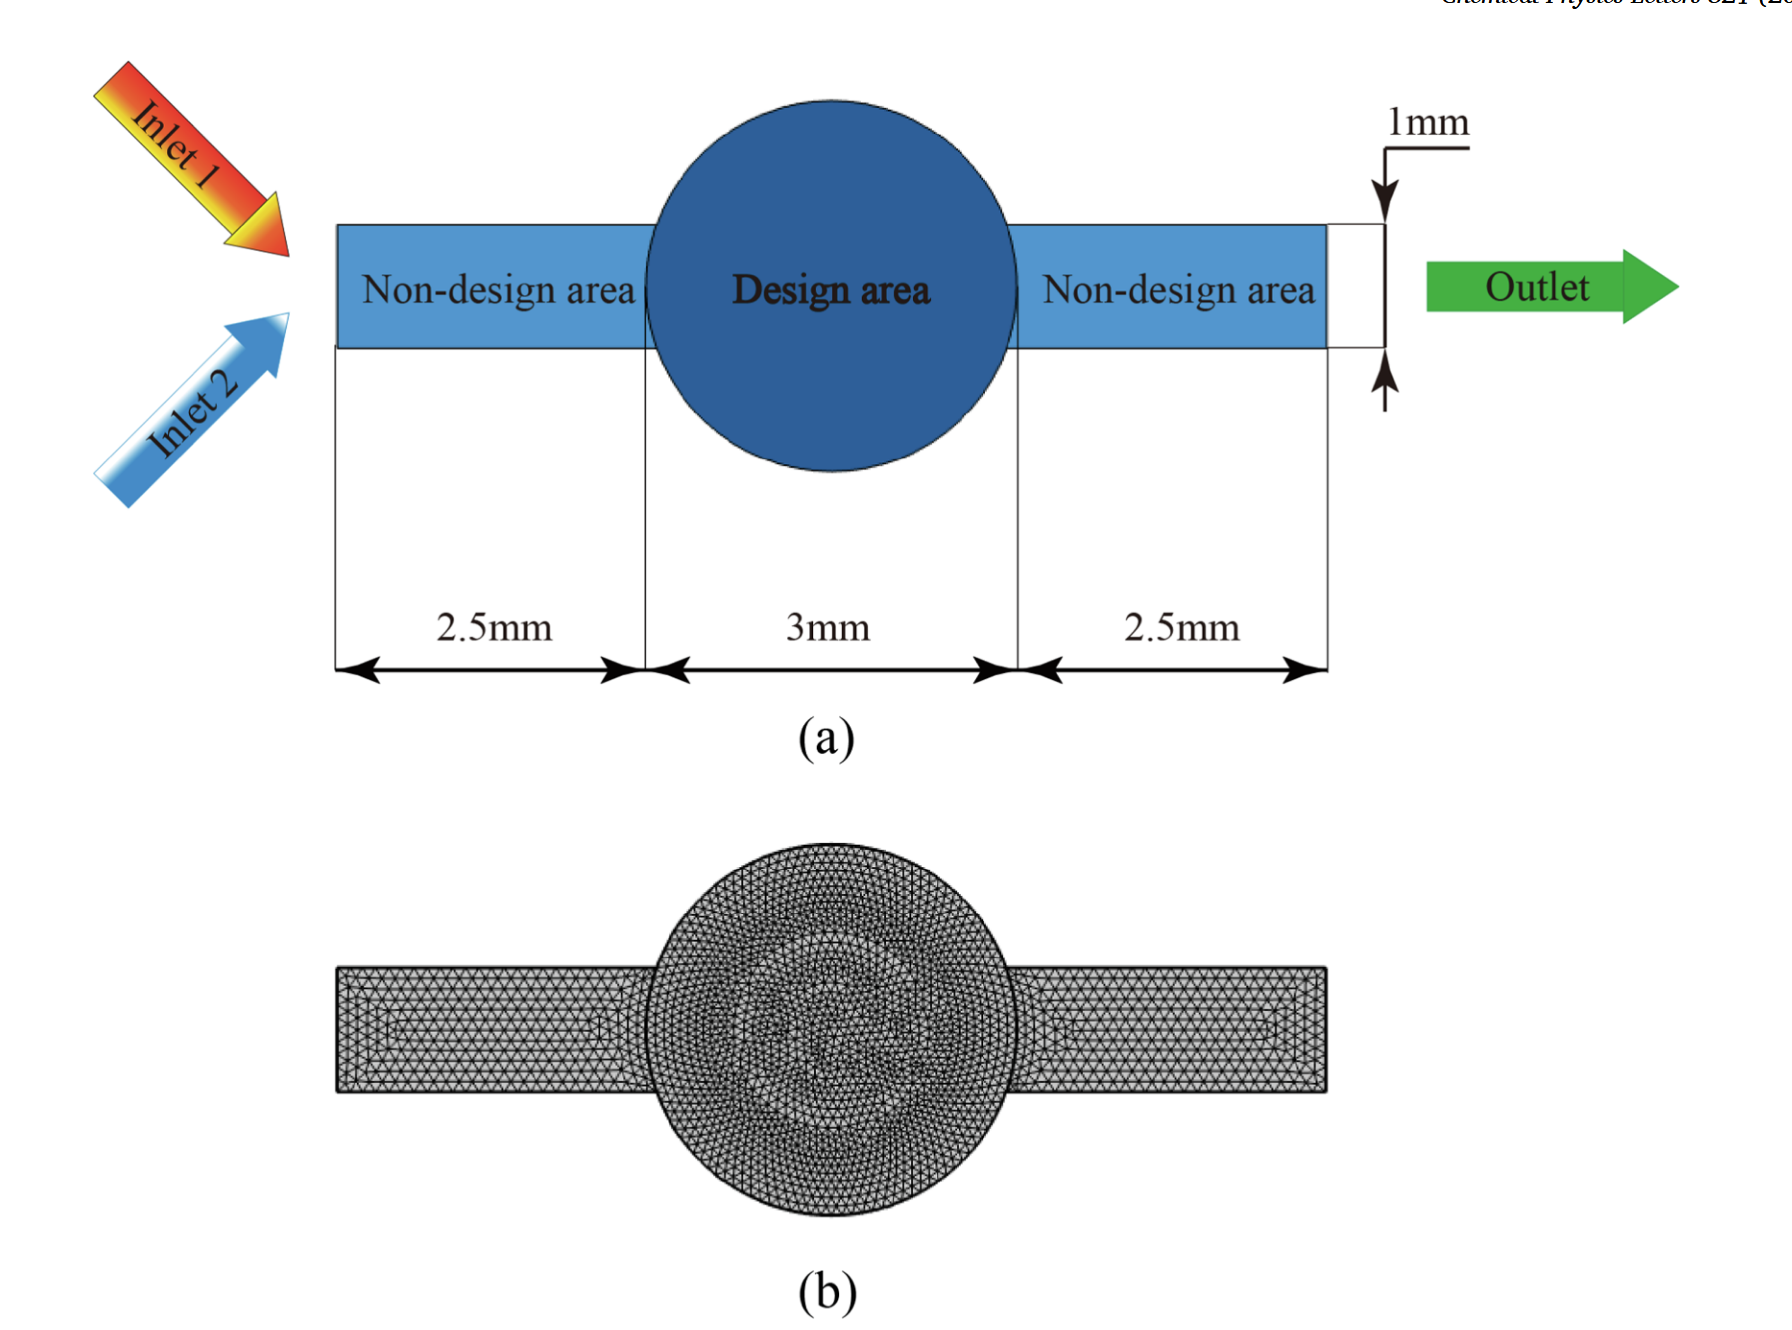 1mm
Inlet 1
Non-design area
Design area
Non-design area
Outlet
Inlet 2
2.5mm
3mm
2.5mm
(a)
(b)